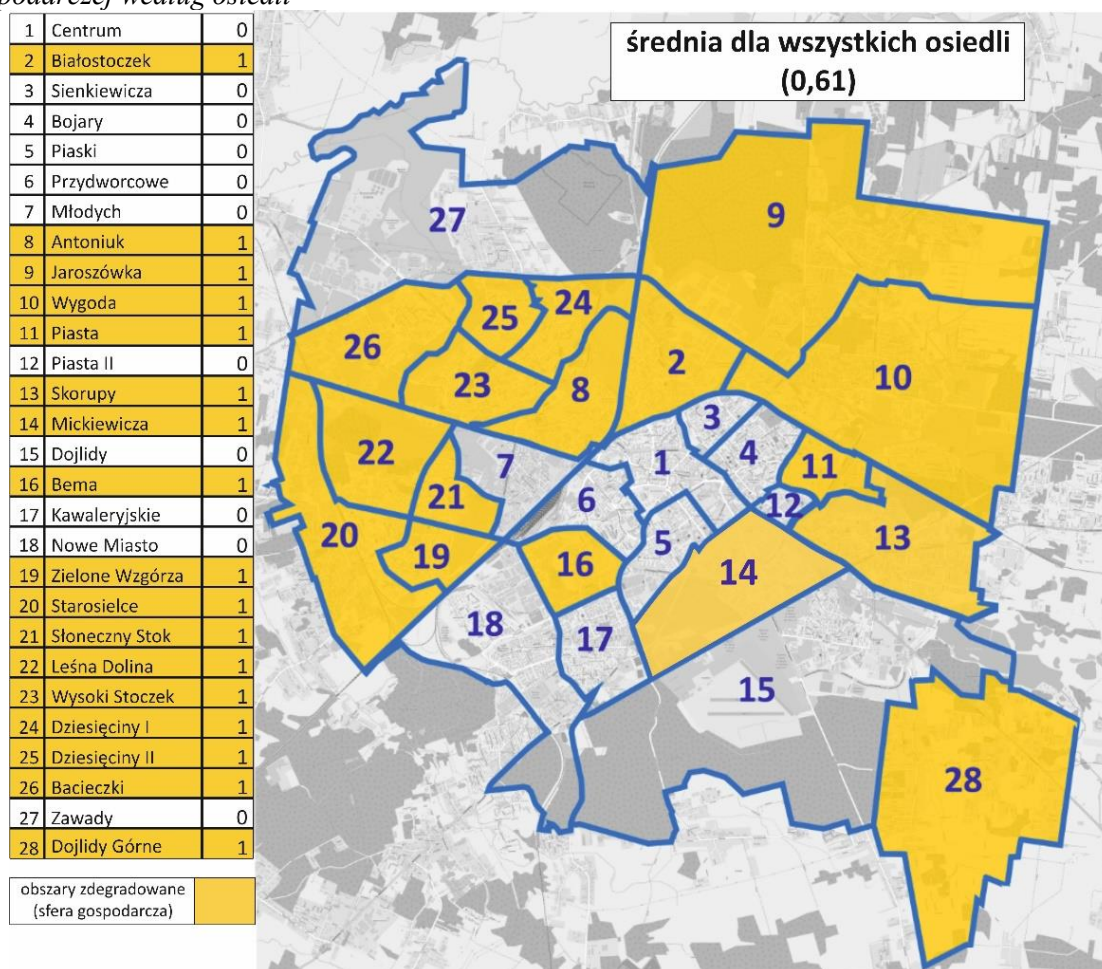 podarczej według osiedli
1 Centrum 0
2 Białostoczek 1
3 Sienkiewicza 0
4 Bojary 0
5 Piaski 0
6 Przydworcowe 0
7 Młodych 0
8 Antoniuk 1
9 Jaroszówka 1
10 Wygoda 1
11 Piasta 1
12 Piasta II 0
13 Skorupy 1
14 Mickiewicza 1
15 Dojlidy 0
16 Bema 1
17 Kawaleryjskie 0
18 Nowe Miasto 0
19 Zielone Wzgórza 1
20 Starosielce 1
21 Słoneczny Stok 1
22 Leśna Dolina 1
23 Wysoki Stoczek 1
24 Dziesięciny I 1
25 Dziesięciny II 1
26 Bacieczki 1
27 Zawady 0
28 Dojlidy Górne 1
obszary zdegradowane
(sfera gospodarcza)
średnia dla wszystkich osiedli
(0,61)
27
9
25
24
26
23
8
2
10
3
22
7
1
4
11
21
6
12
20
19
5
13
16
14
18
17
15
28